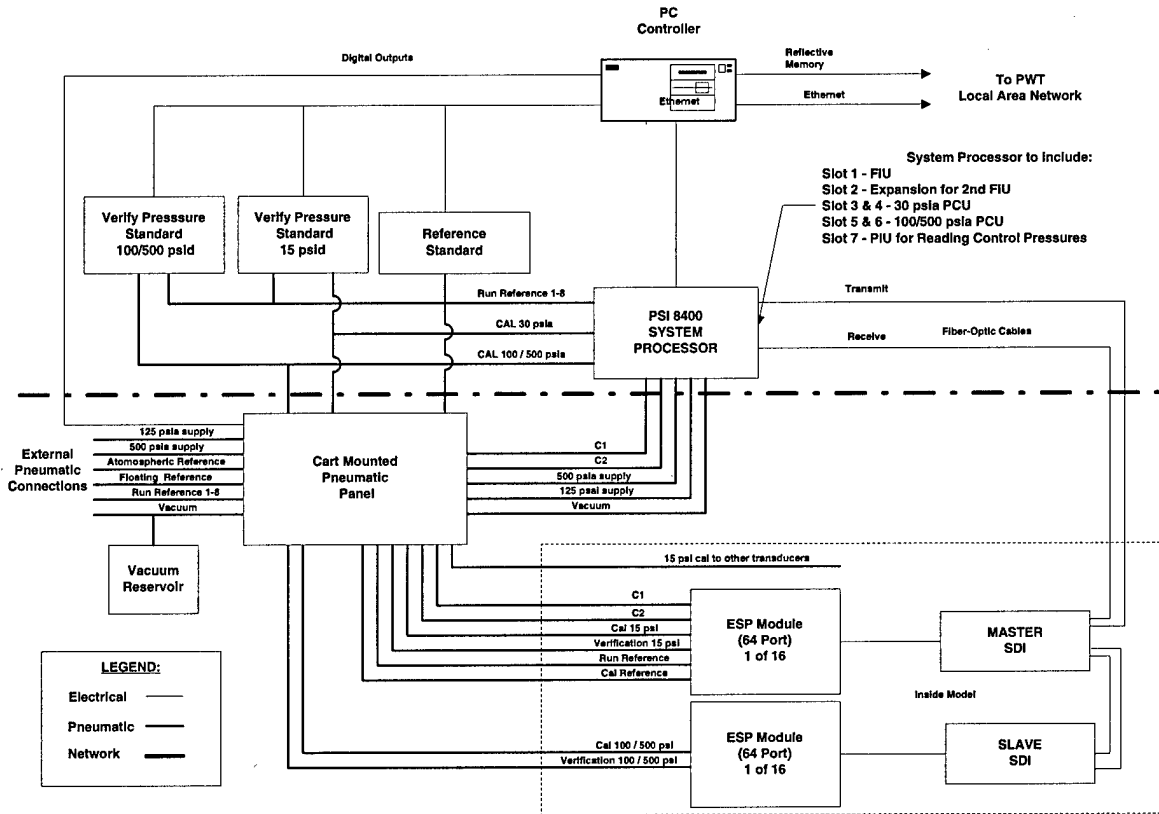 PC
Controller
Digital Outputs
Reflective
Memory
Ethernet
Ethernet
To PWT
Local Area Network
System Processor to include:
Slot 1 - FIU
Slot 2 - Expansion for 2nd FIU
Slot 3 & 4 - 30 psia PCU
Slot 5 & 6 - 100/500 psia PCU
Slot 7 - PIU for Reading Control Pressures
Verify Presssure
Standard
100/500 psid
Verify Pressure
Standard
15 psid
Reference
Standard
Run Reference 1-8
CAL 30 psia
CAL 100 / 500 psia
PSI 8400
SYSTEM
PROCESSOR
Transmit
Receive
Fiber-Optic Cables
External
Pneumatic
Connections
125 psia supply
500 psia supply
Atomospheric Reference
Floating Reference
Run Reference 1-8
Vacuum
Cart Mounted
Pneumatic
Panel
C1
C2
500 psia supply
125 psai supply
Vacuum
Vacuum
Reservoir
15 psi cal to other transducers
C1
C2
Cal 15 psi
Verification 15 psi
Run Reference
Cal Reference
ESP Module
(64 Port)
1 of 16
MASTER
SDI
Inside Model
Cal 100 / 500 psi
Verification 100 / 500 psi
ESP Module
(64 Port)
1 of 16
SLAVE
SDI
LEGEND:
Electrical
Pneumatic
Network